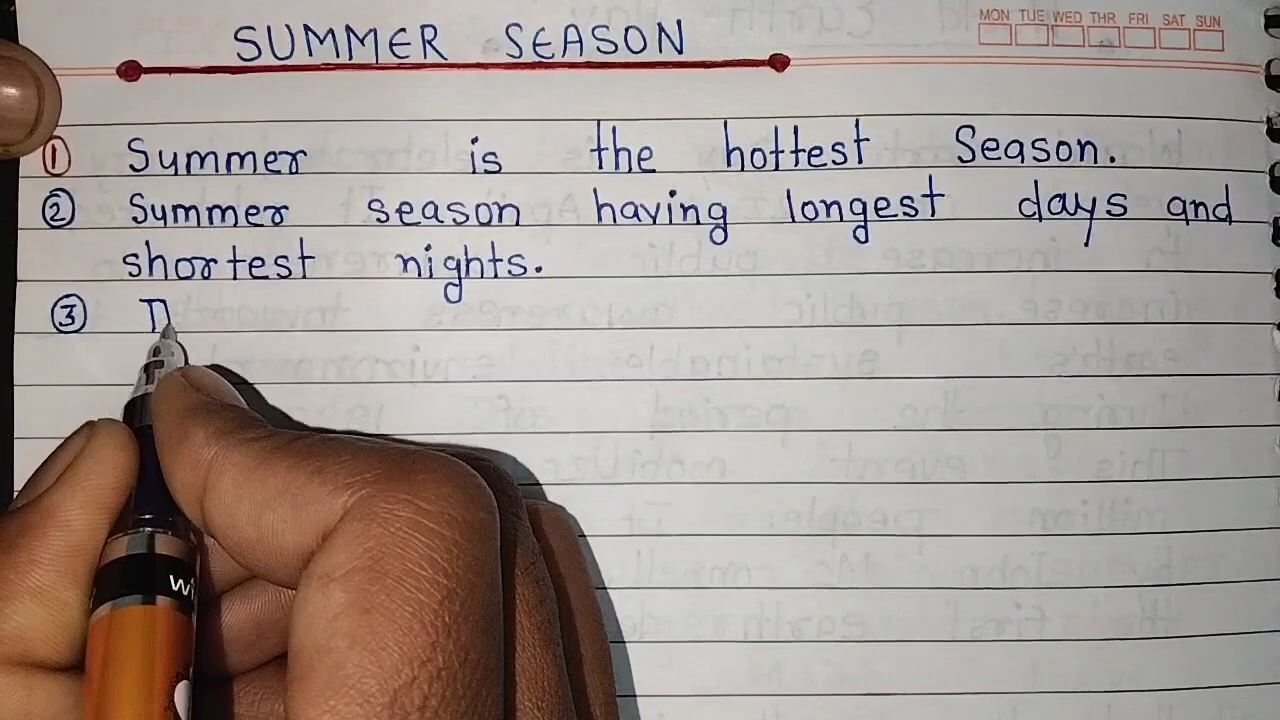 SUMMER SEASON
MON TUE WED THR FRI SAT SUN
① Summer is the hottest Season.
② Summer season having longest days and
shortest nights.
③